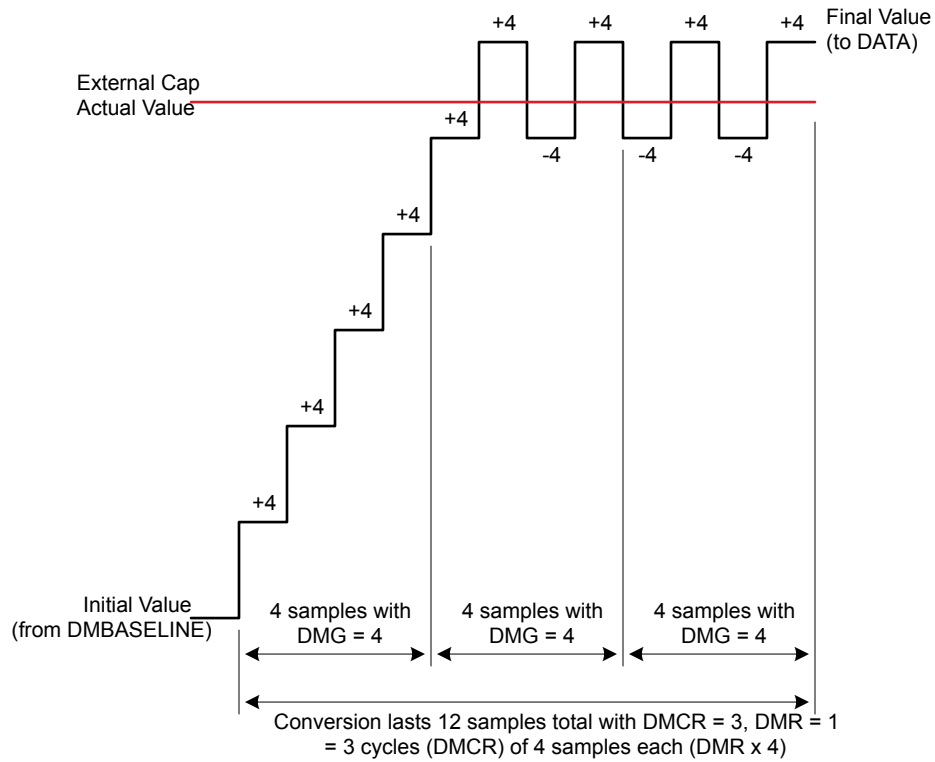 +4
+4
+4
+4
Final Value
(to DATA)
External Cap
Actual Value
+4
-4
-4
-4
+4
+4
+4
+4
Initial Value
(from DMBASELINE)
4 samples with
DMG = 4
4 samples with
DMG = 4
4 samples with
DMG = 4
Conversion lasts 12 samples total with DMCR = 3, DMR = 1
= 3 cycles (DMCR) of 4 samples each (DMR x 4)